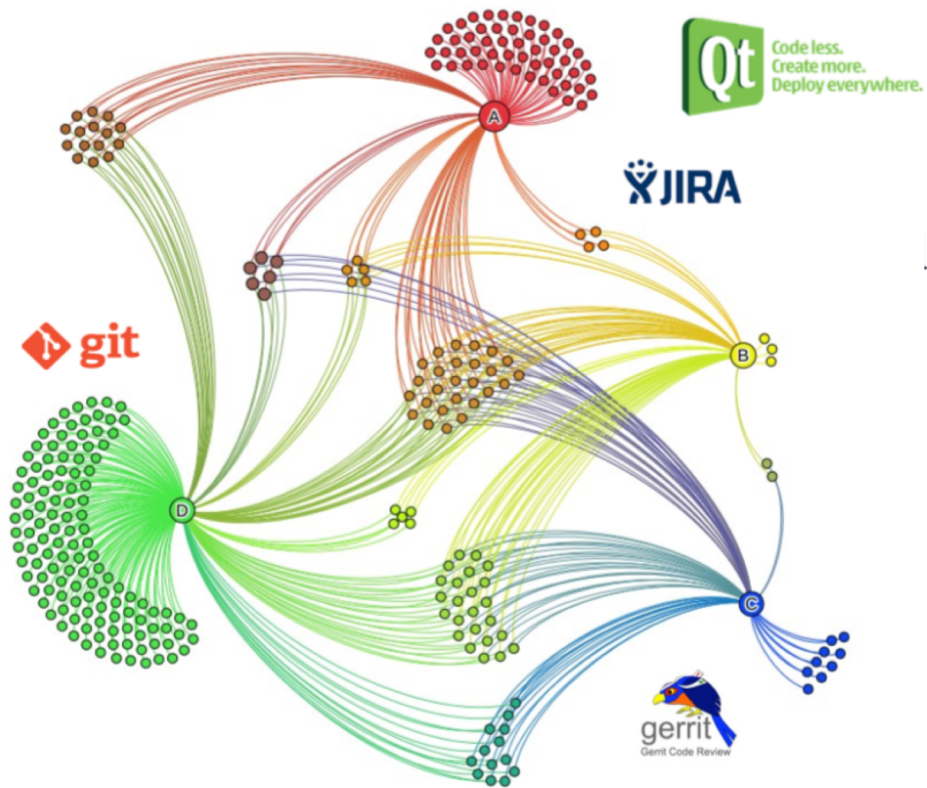 Qt
Code less.
Create more.
Deploy everywhere.
A
JIRA
git
B
D
C
gerrit
Gerrit Code Review